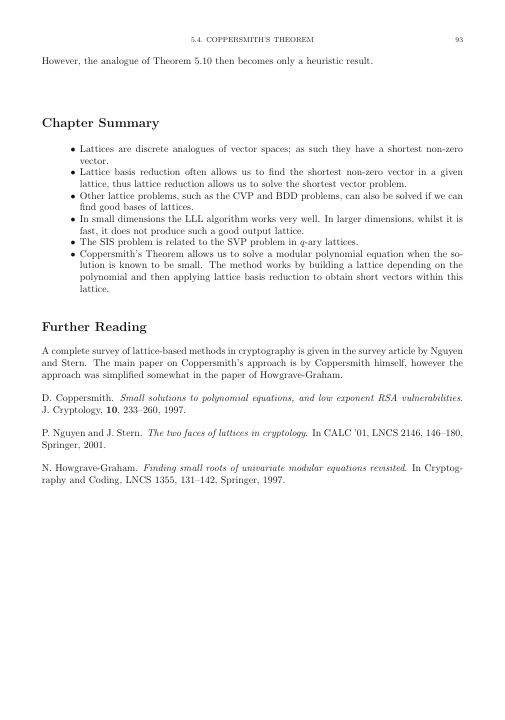 5.4. COPPERSMITH'S THEOREM 93
However, the analogue of Theorem 5.10 then becomes only a heuristic result.
Chapter Summary
• Lattices are discrete analogues of vector spaces; as such they have a shortest non-zero
vector.
• Lattice basis reduction often allows us to find the shortest non-zero vector in a given
lattice, thus lattice reduction allows us to solve the shortest vector problem.
• Other lattice problems, such as the CVP and BDD problems, can also be solved if we can
find good bases of lattices.
• In small dimensions the LLL algorithm works very well. In larger dimensions, whilst it is
fast, it does not produce such a good output lattice.
• The SIS problem is related to the SVP problem in q-ary lattices.
• Coppersmith's Theorem allows us to solve a modular polynomial equation when the so-
lution is known to be small. The method works by building a lattice depending on the
polynomial and then applying lattice basis reduction to obtain short vectors within this
lattice.
Further Reading
A complete survey of lattice-based methods in cryptography is given in the survey article by Nguyen
and Stern. The main paper on Coppersmith's approach is by Coppersmith himself, however the
approach was simplified somewhat in the paper of Howgrave-Graham.
D. Coppersmith. Small solutions to polynomial equations, and low exponent RSA vulnerabilities.
J. Cryptology, 10, 233–260, 1997.
P. Nguyen and J. Stern. The two faces of lattices in cryptology. In CALC '01, LNCS 2146, 146–180,
Springer, 2001.
N. Howgrave-Graham. Finding small roots of univariate modular equations revisited. In Cryptog-
raphy and Coding, LNCS 1355, 131–142, Springer, 1997.